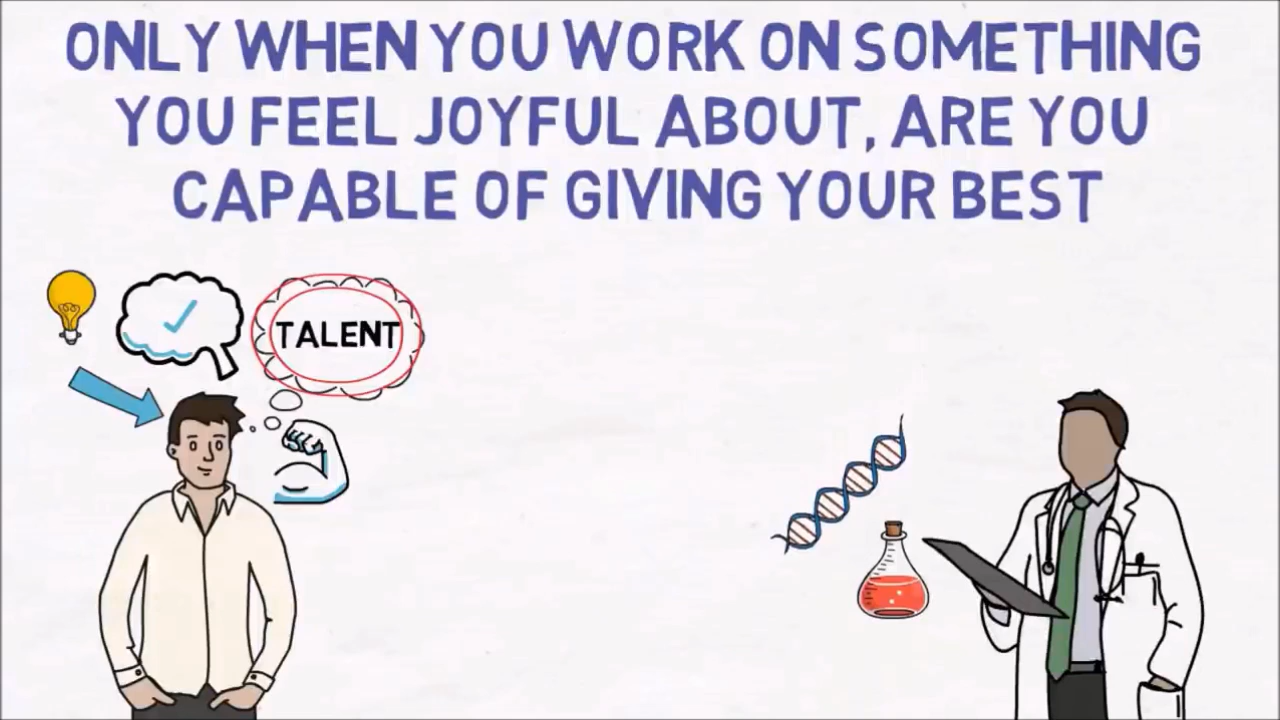 ONLY WHEN YOU WORK ON SOMETHING
YOU FEEL JOYFUL ABOUT, ARE YOU
CAPABLE OF GIVING YOUR BEST
TALENT